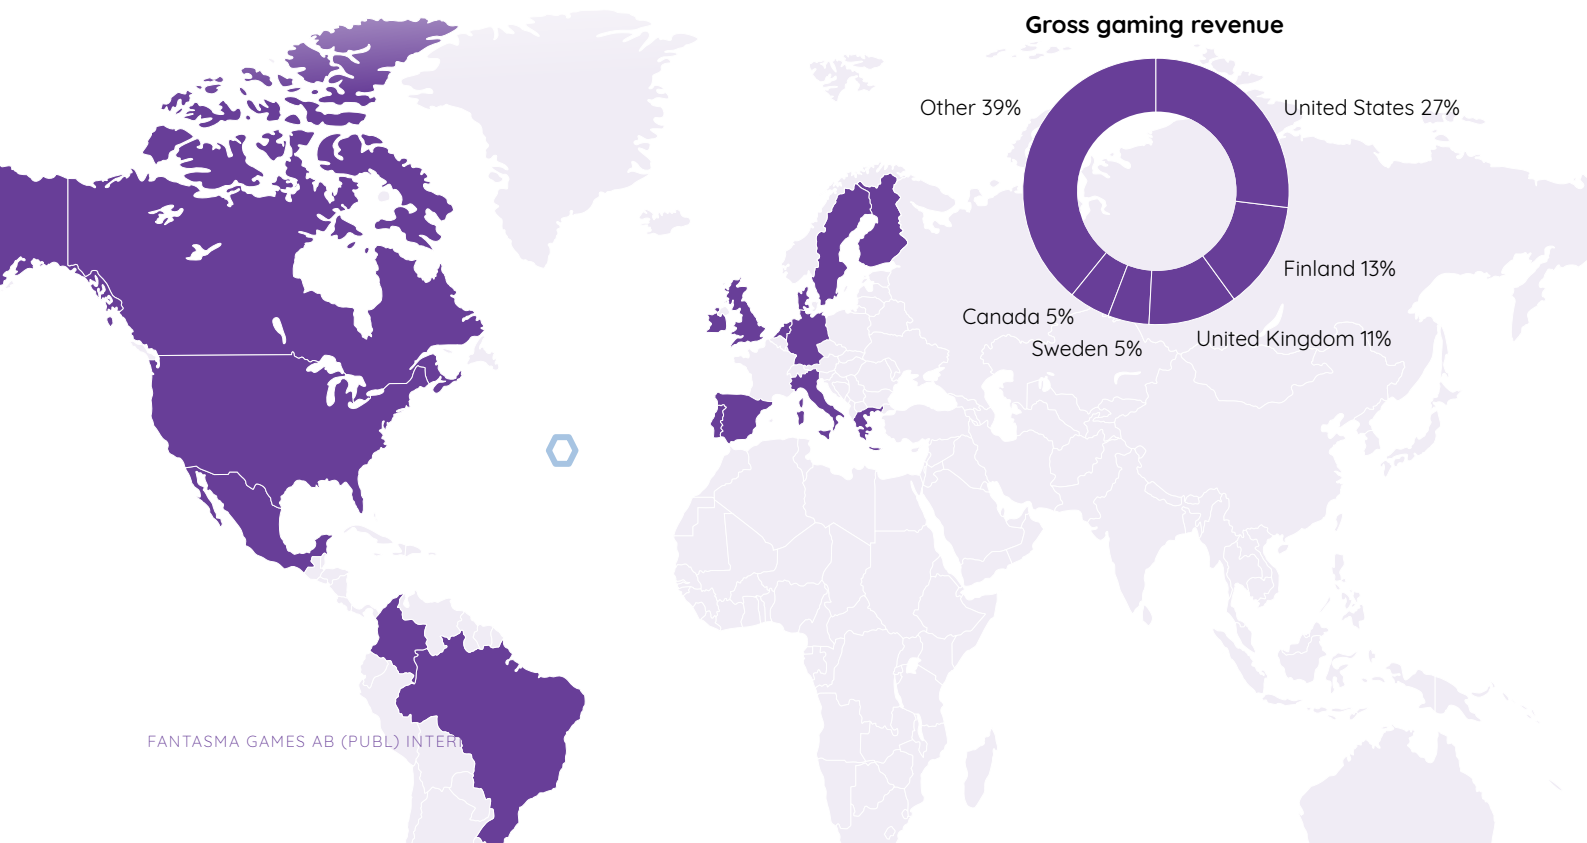 Gross gaming revenue
Other 39%
United States 27%
Finland 13%
Canada 5%
United Kingdom 11%
Sweden 5%
FANTASMA GAMES AB (PUBL)